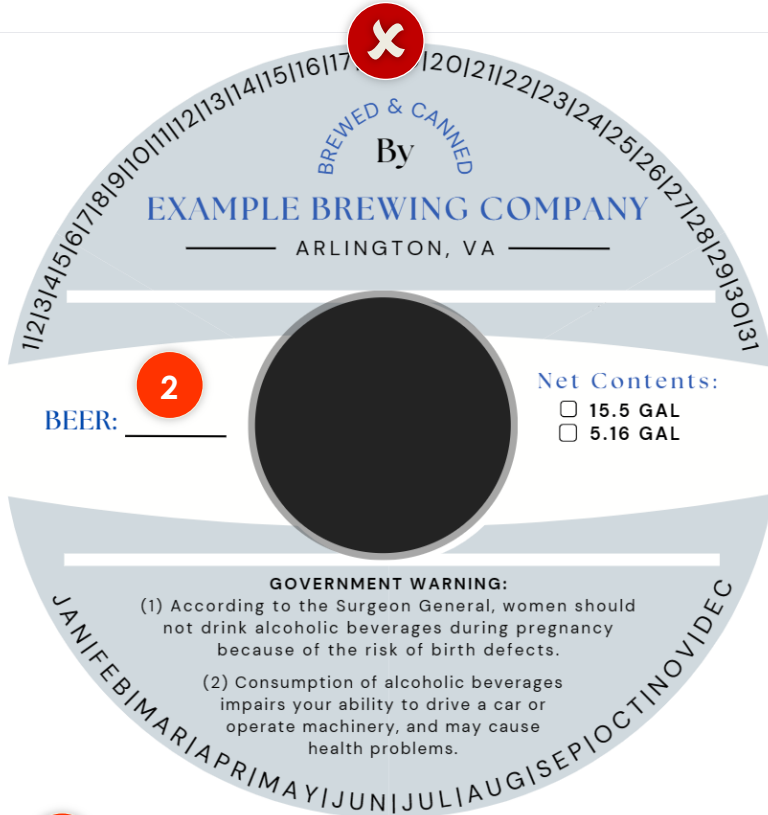 1|2|3|4|5|6|7|8|9|10|11|12|13|14|15|16|17
|20|21|22|23|24|25|26|27|28|29|30|31
BREWED & CANNED
By
EXAMPLE BREWING COMPANY
ARLINGTON, VA
2
BEER:
Net Contents:
15.5 GAL
5.16 GAL
GOVERNMENT WARNING:
(1) According to the Surgeon General, women should
not drink alcoholic beverages during pregnancy
because of the risk of birth defects.
(2) Consumption of alcoholic beverages
impairs your ability to drive a car or
operate machinery, and may cause
health problems.
JAN|FEB|MAR|APR|MAY|JUN|JUL|AUG|SEP|OCT|NOV|DEC